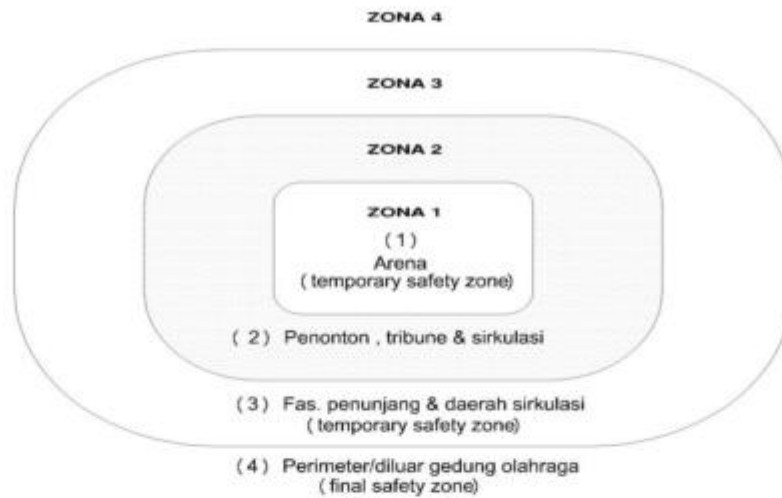 ZONA 4
ZONA 3
ZONA 2
ZONA 1
(1)
Arena
(temporary safety zone)
(2) Penonton , tribune & sirkulasi
(3) Fas. penunjang & daerah sirkulasi
(temporary safety zone)
(4) Perimeter/diluar gedung olahraga
(final safety zone)